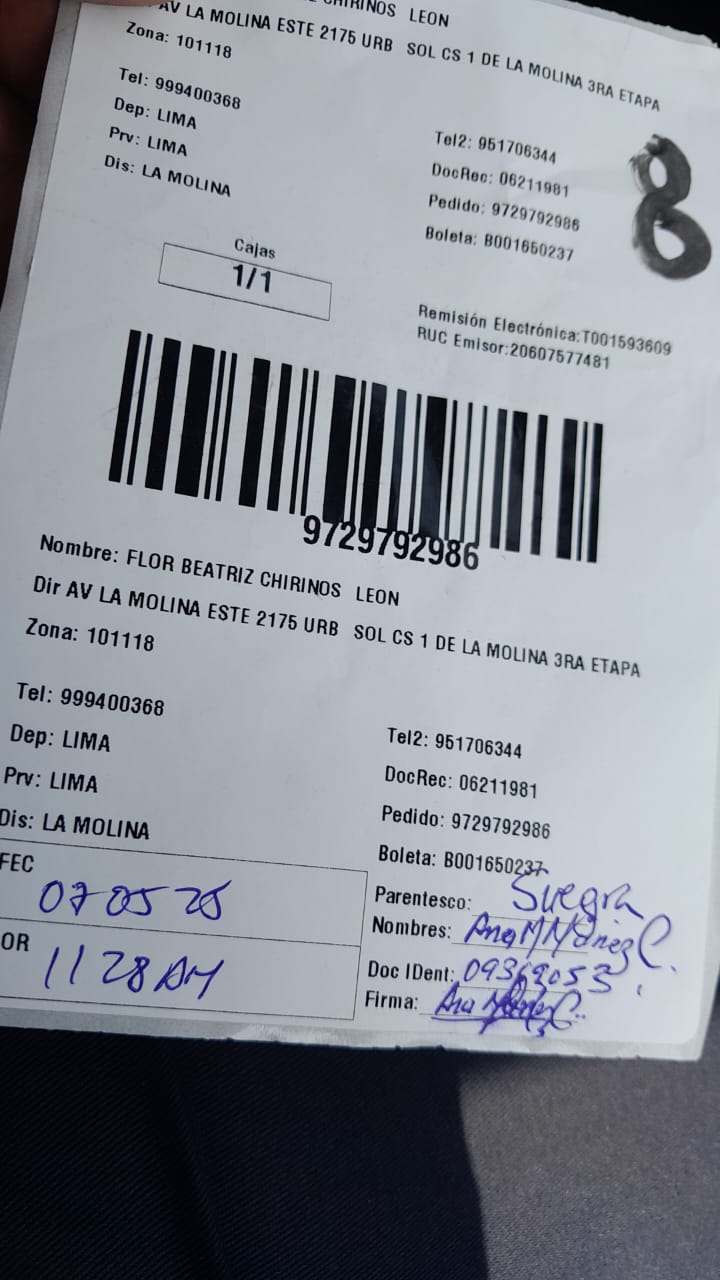 CHIRINOS LEON
AV LA MOLINA ESTE 2175 URB SOL CS 1 DE LA MOLINA 3RA ETAPA
Zona: 101118
Tel: 999400368
Dep: LIMA
Prv: LIMA
Dis: LA MOLINA
Tel2: 951706344
DocRec: 06211981
Pedido: 9729792986
Boleta: B001650237
8
Cajas
1/1
Remisión Electrónica:T001593609
RUC Emisor:20607577481
9729792986
Nombre: FLOR BEATRIZ CHIRINOS LEON
Dir AV LA MOLINA ESTE 2175 URB SOL CS 1 DE LA MOLINA 3RA ETAPA
Zona: 101118
Tel: 999400368
Dep: LIMA
Prv: LIMA
Dis: LA MOLINA
Tel2: 951706344
DocRec: 06211981
Pedido: 9729792986
Boleta: B001650237
FEC 07 05 25
OR 11 28 AM
Parentesco: Suegra
Nombres: Ana M
Doc IDent: 09369053
Firma: Ana